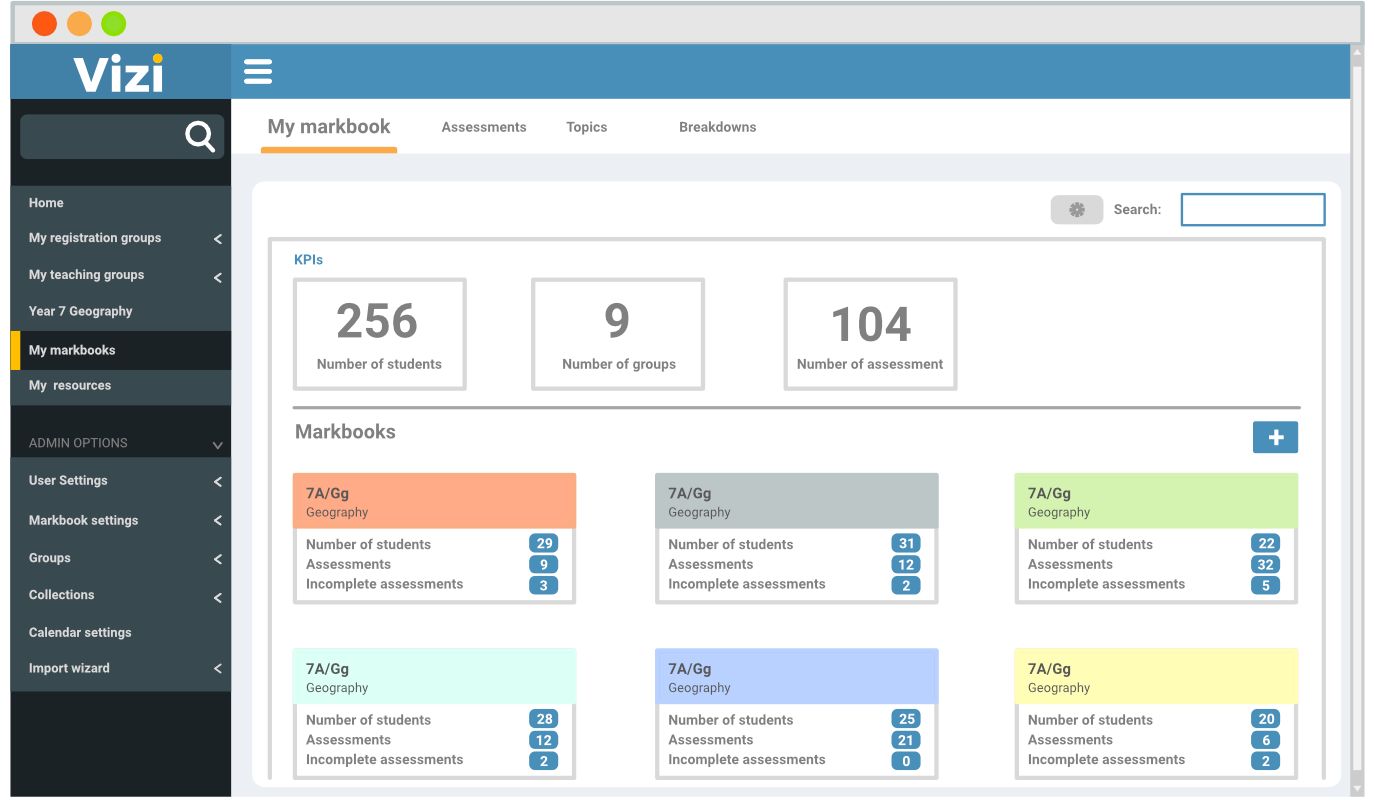 Vizi
My markbook Assessments Topics Breakdowns
Home
My registration groups
My teaching groups
Year 7 Geography
My markbooks
My resources
ADMIN OPTIONS
User Settings
Markbook settings
Groups
Collections
Calendar settings
Import wizard
Search:
KPIs
256 9 104
Number of students Number of groups Number of assessment
Markbooks
+
7A/Gg
Geography
Number of students 29
Assessments 9
Incomplete assessments 3
7A/Gg
Geography
Number of students 31
Assessments 12
Incomplete assessments 2
7A/Gg
Geography
Number of students 22
Assessments 32
Incomplete assessments 5
7A/Gg
Geography
Number of students 28
Assessments 12
Incomplete assessments 2
7A/Gg
Geography
Number of students 25
Assessments 21
Incomplete assessments 0
7A/Gg
Geography
Number of students 20
Assessments 6
Incomplete assessments 2